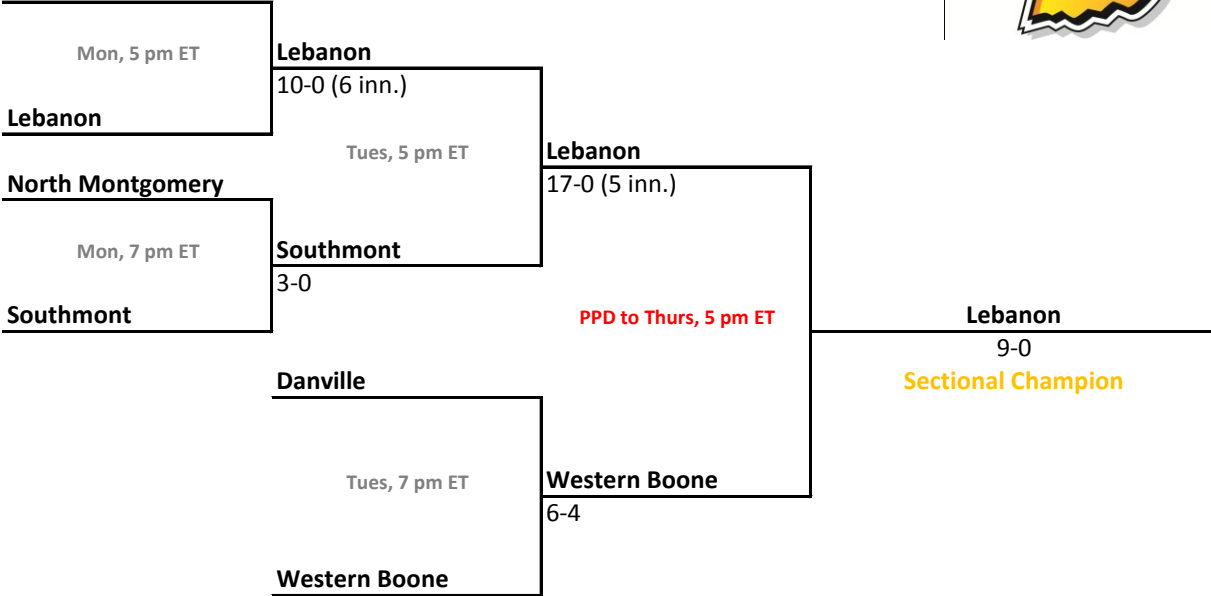 Mon, 5 pm ET
Lebanon
10-0 (6 inn.)
Lebanon
Tues, 5 pm ET
Lebanon
17-0 (5 inn.)
North Montgomery
Mon, 7 pm ET
Southmont
3-0
Southmont
PPD to Thurs, 5 pm ET
Lebanon
9-0
Sectional Champion
Danville
Tues, 7 pm ET
Western Boone
6-4
Western Boone